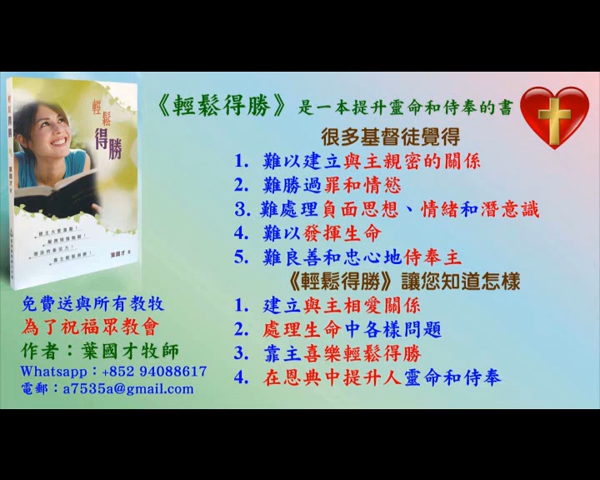 輕鬆
得勝
葉國才 著
《輕鬆得勝》是一本提升靈命和侍奉的書
很多基督徒覺得
1. 難以建立與主親密的關係
2. 難勝過罪和情慾
3. 難處理負面思想、情緒和潛意識
4. 難以發揮生命
5. 難良善和忠心地侍奉主
《輕鬆得勝》讓您知道怎樣
1. 建立與主相愛關係
2. 處理生命中各樣問題
3. 靠主喜樂輕鬆得勝
4. 在恩典中提升人靈命和侍奉
免費送與所有教牧
為了祝福眾教會
作者：葉國才牧師
Whatsapp：+852 94088617
電郵：a7535a@gmail.com